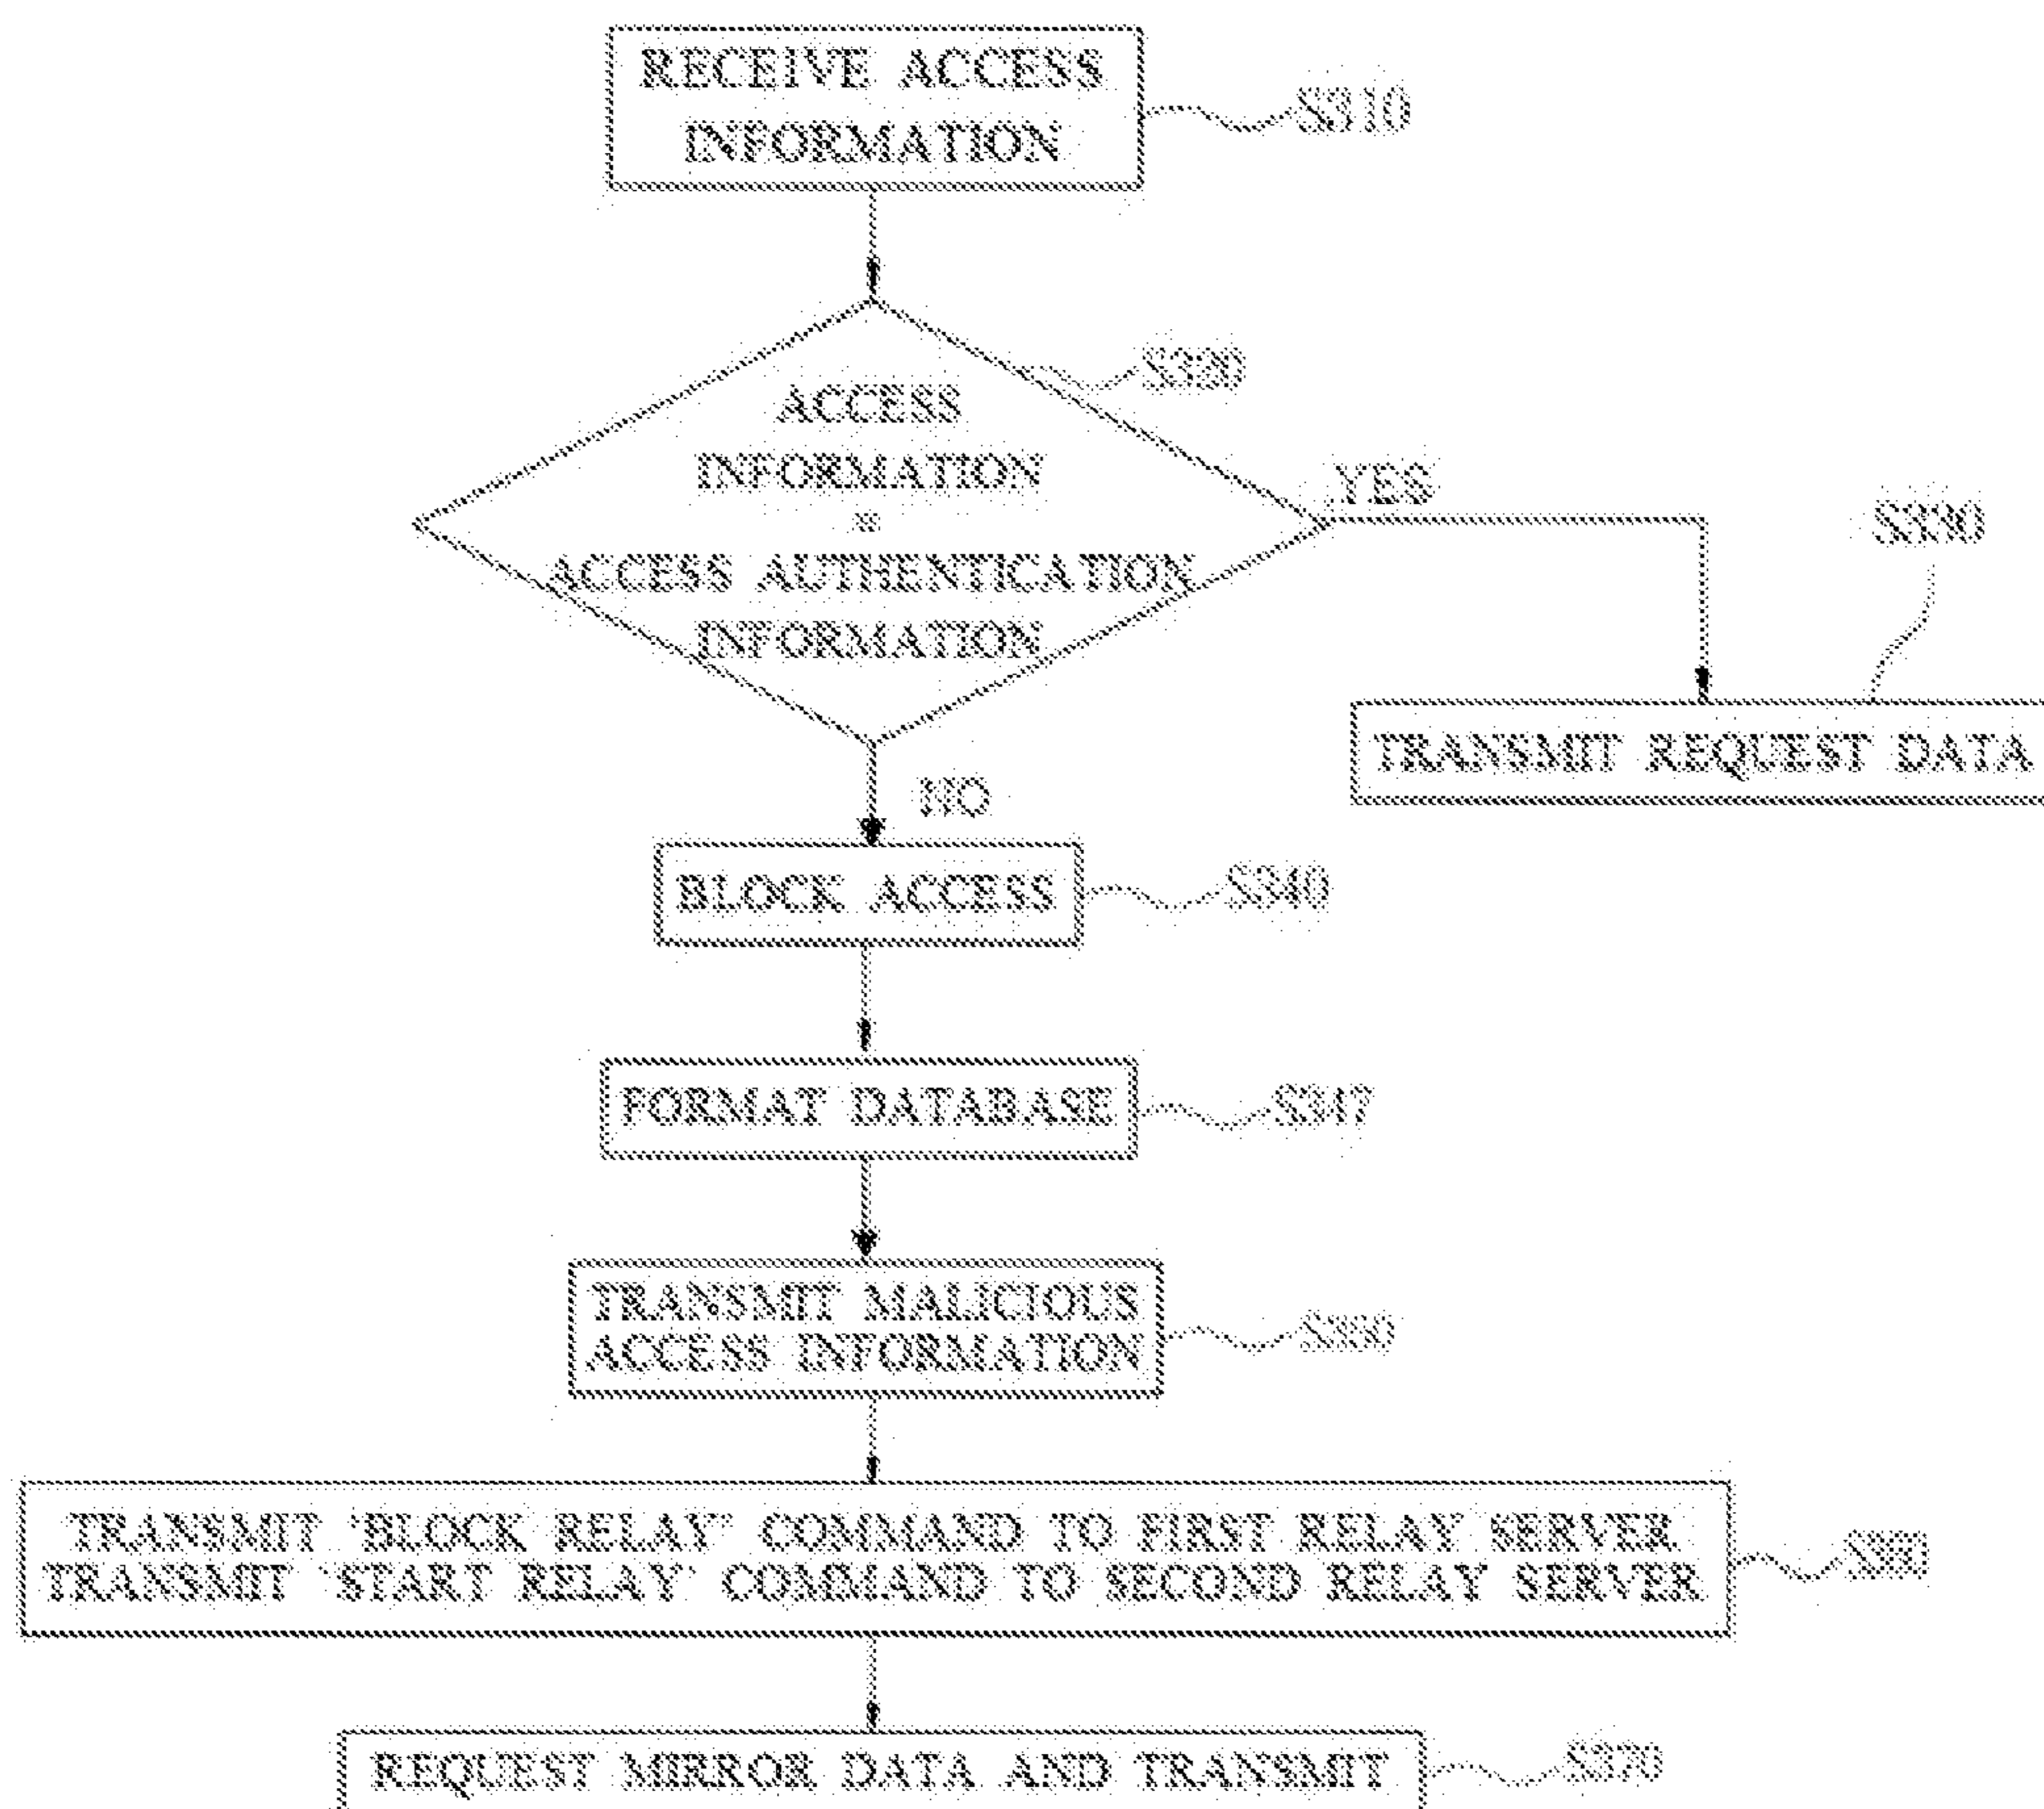 RECEIVE ACCESS
INFORMATION
S310
S320
ACCESS
INFORMATION
=
ACCESS AUTHENTICATION
INFORMATION
YES
S330
TRANSMIT REQUEST DATA
NO
BLOCK ACCESS
S340
FORMAT DATABASE
S347
TRANSMIT MALICIOUS
ACCESS INFORMATION
S350
TRANSMIT 'BLOCK RELAY' COMMAND TO FIRST RELAY SERVER
TRANSMIT 'START RELAY' COMMAND TO SECOND RELAY SERVER
S360
REQUEST MIRROR DATA AND TRANSMIT
S370